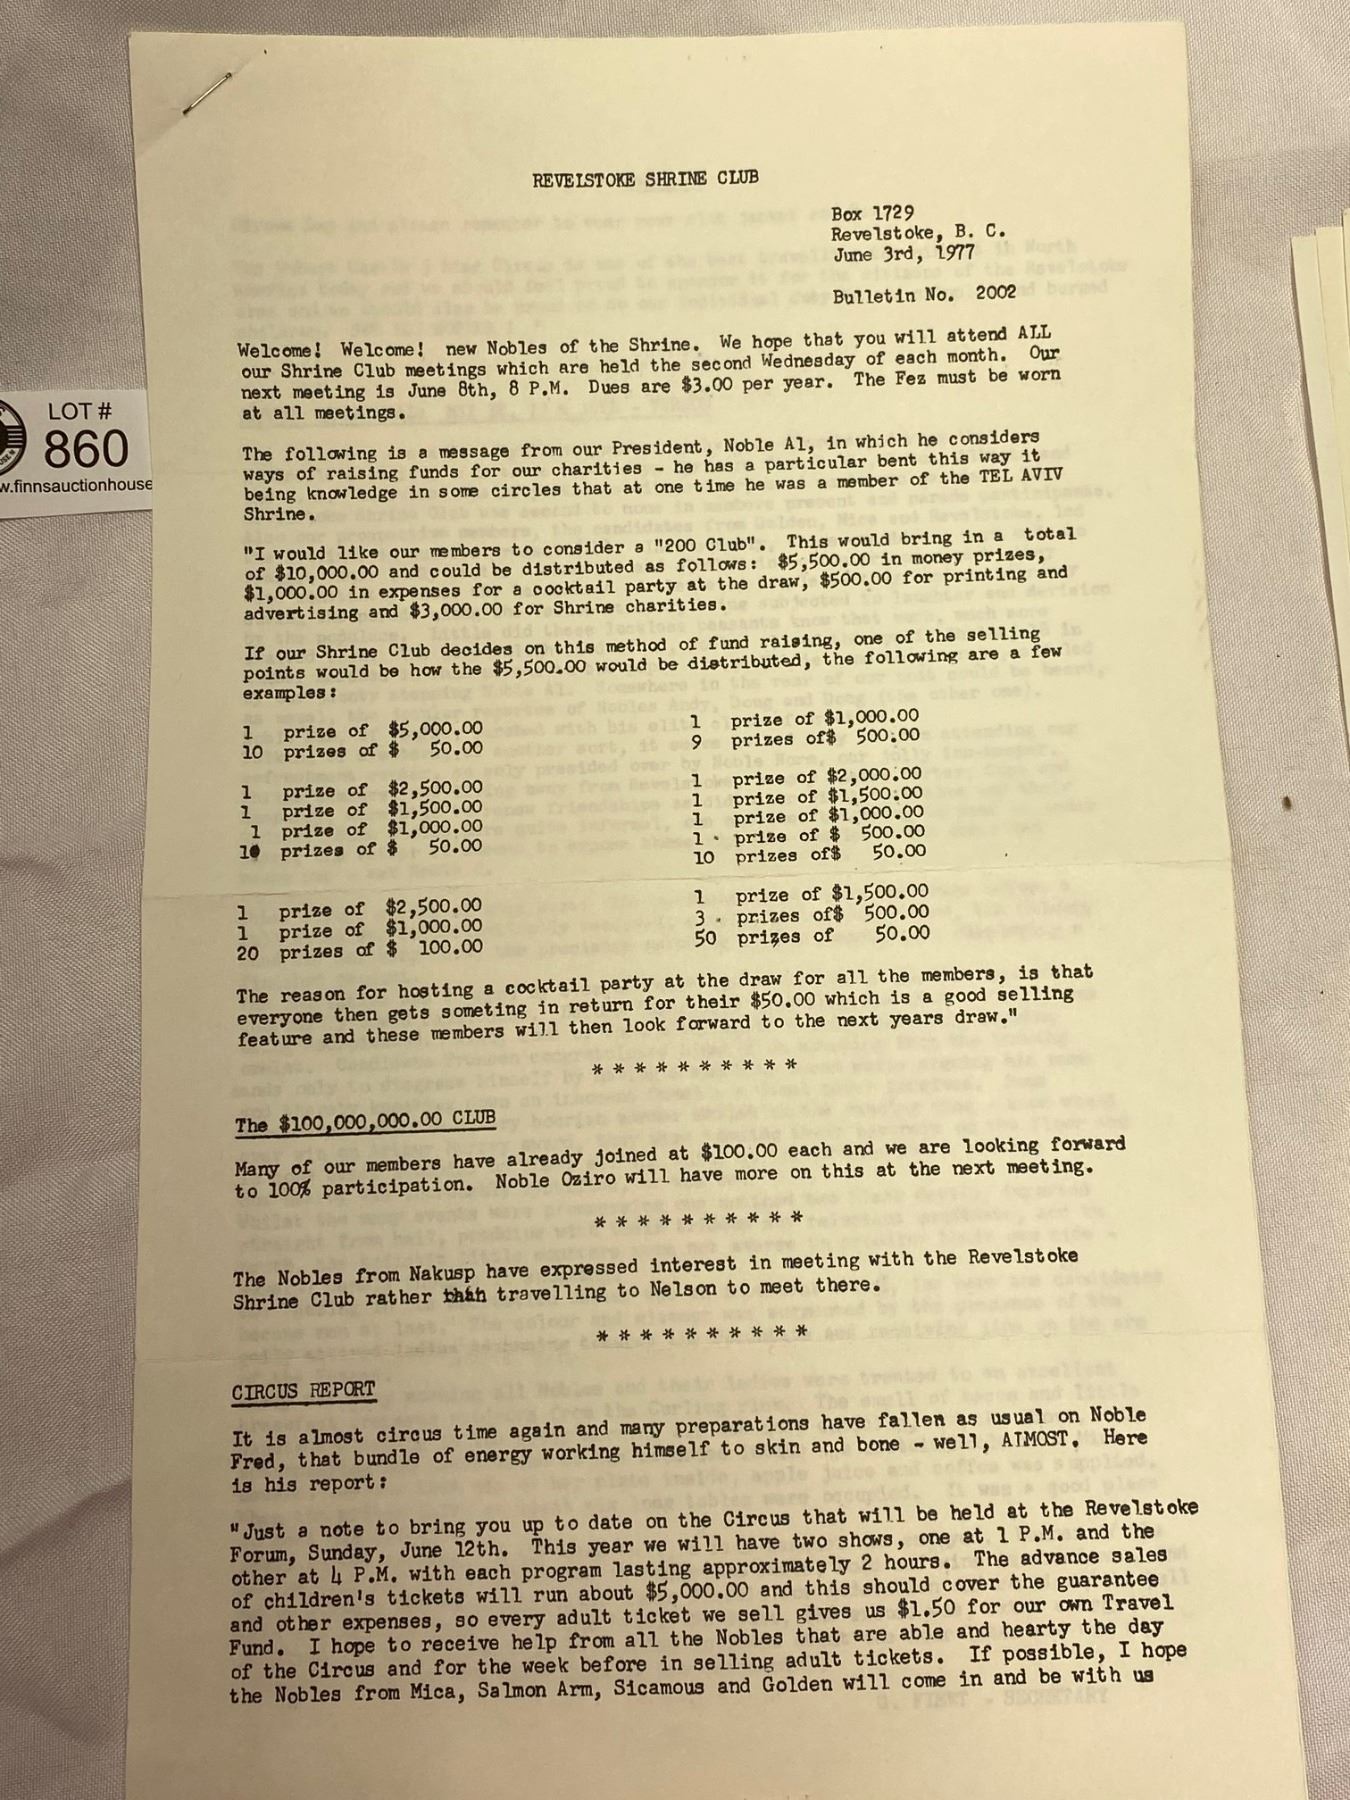 REVELSTOKE SHRINE CLUB
Box 1729
Revelstoke, B. C.
June 3rd, 1977
Bulletin No. 2002
Welcome! Welcome! new Nobles of the Shrine. We hope that you will attend ALL
our Shrine Club meetings which are held the second Wednesday of each month. Our
next meeting is June 8th, 8 P.M. Dues are $3.00 per year. The Fez must be worn
at all meetings.
The following is a message from our President, Noble Al, in which he considers
ways of raising funds for our charities - he has a particular bent this way it
being knowledge in some circles that at one time he was a member of the TEL AVIV
Shrine.
"I would like our members to consider a "200 Club". This would bring in a total
of $10,000.00 and could be distributed as follows: $5,500.00 in money prizes,
$1,000.00 in expenses for a cocktail party at the draw, $500.00 for printing and
advertising and $3,000.00 for Shrine charities.
If our Shrine Club decides on this method of fund raising, one of the selling
points would be how the $5,500.00 would be distributed, the following are a few
examples:
1 prize of $5,000.00
10 prizes of $ 50.00
1 prize of $1,000.00
9 prizes of$ 500.00
1 prize of $2,500.00
1 prize of $1,500.00
1 prize of $1,000.00
10 prizes of $ 50.00
1 prize of $2,000.00
1 prize of $1,500.00
1 prize of $1,000.00
1 prize of $ 500.00
10 prizes of$ 50.00
1 prize of $2,500.00
1 prize of $1,000.00
20 prizes of $ 100.00
1 prize of $1,500.00
3 prizes of$ 500.00
50 prizes of 50.00
The reason for hosting a cocktail party at the draw for all the members, is that
everyone then gets someting in return for their $50.00 which is a good selling
feature and these members will then look forward to the next years draw."
* * * * * * * * * *
The $100,000,000.00 CLUB
Many of our members have already joined at $100.00 each and we are looking forward
to 100% participation. Noble Oziro will have more on this at the next meeting.
* * * * * * * * * *
The Nobles from Nakusp have expressed interest in meeting with the Revelstoke
Shrine Club rather than travelling to Nelson to meet there.
* * * * * * * * * *
CIRCUS REPORT
It is almost circus time again and many preparations have fallen as usual on Noble
Fred, that bundle of energy working himself to skin and bone - well, ALMOST. Here
is his report:
"Just a note to bring you up to date on the Circus that will be held at the Revelstoke
Forum, Sunday, June 12th. This year we will have two shows, one at 1 P.M. and the
other at 4 P.M. with each program lasting approximately 2 hours. The advance sales
of children's tickets will run about $5,000.00 and this should cover the guarantee
and other expenses, so every adult ticket we sell gives us $1.50 for our own Travel
Fund. I hope to receive help from all the Nobles that are able and hearty the day
of the Circus and for the week before in selling adult tickets. If possible, I hope
the Nobles from Mica, Salmon Arm, Sicamous and Golden will come in and be with us
LOT #
860
w.finnsauctionhouse